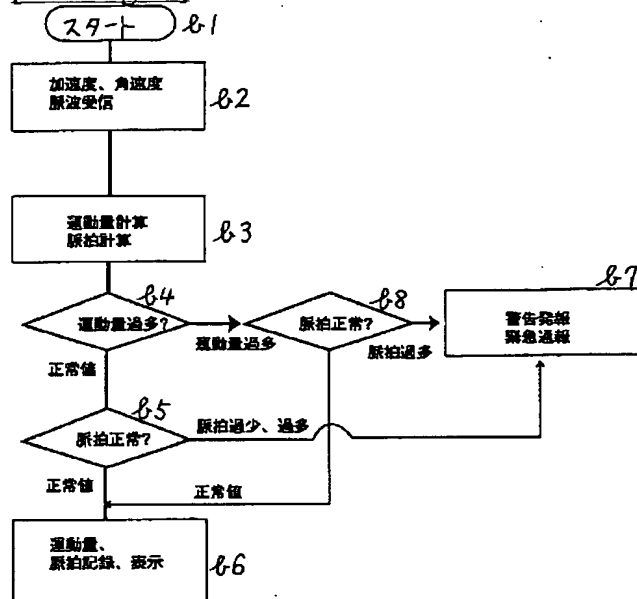 スタート
b1
加速度、角速度
脈波受信
b2
運動量計算
脈拍計算
b3
b4
運動量過多?
運動量過多
b8
脈拍正常?
脈拍過多
b7
警告発報
緊急通報
正常値
b5
脈拍正常?
脈拍過少、過多
正常値
正常値
運動量、
脈拍記録、表示
b6